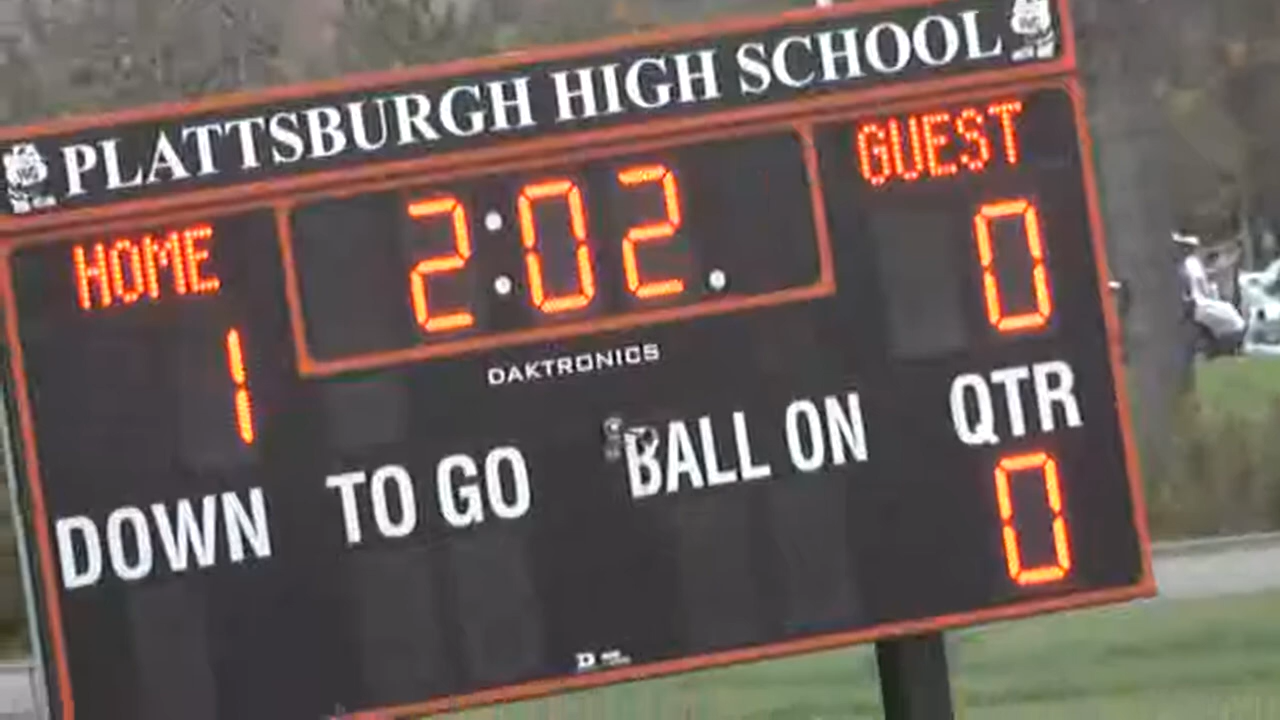 PLATTSBURGH HIGH SCHOOL
HOME 2:02. GUEST
1 0
DAKTRONICS
DOWN TO GO BALL ON QTR
0